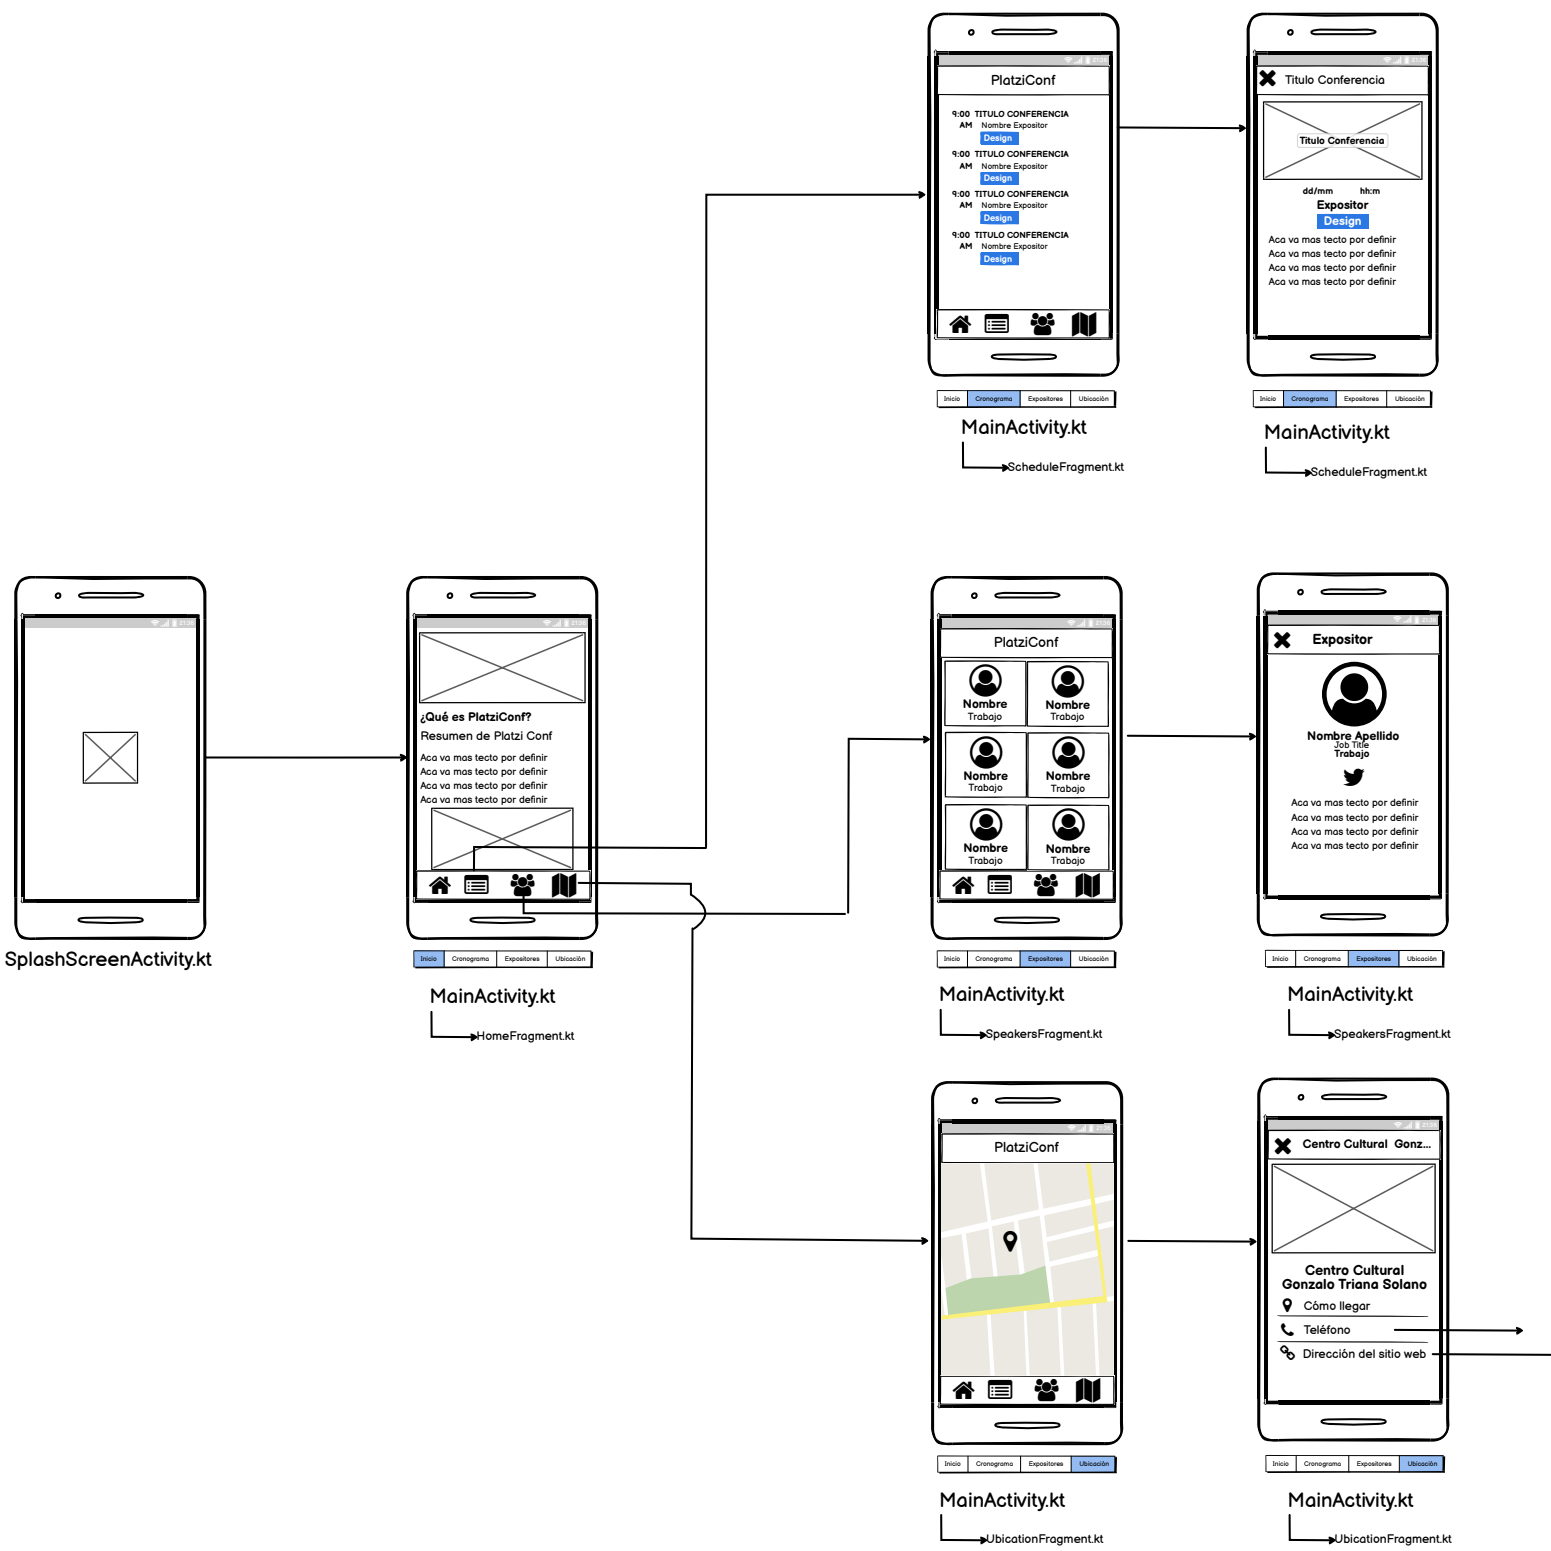 PlatziConf
9:00 TITULO CONFERENCIA
AM Nombre Expositor
Design
9:00 TITULO CONFERENCIA
AM Nombre Expositor
Design
9:00 TITULO CONFERENCIA
AM Nombre Expositor
Design
9:00 TITULO CONFERENCIA
AM Nombre Expositor
Design
Inicio Cronograma Expositores Ubicación
MainActivity.kt
ScheduleFragment.kt
Titulo Conferencia
Titulo Conferencia
dd/mm hh:m
Expositor
Design
Aca va mas tecto por definir
Aca va mas tecto por definir
Aca va mas tecto por definir
Aca va mas tecto por definir
Inicio Cronograma Expositores Ubicación
MainActivity.kt
ScheduleFragment.kt
SplashScreenActivity.kt
¿Qué es PlatziConf?
Resumen de Platzi Conf
Aca va mas tecto por definir
Aca va mas tecto por definir
Aca va mas tecto por definir
Aca va mas tecto por definir
Inicio Cronograma Expositores Ubicación
MainActivity.kt
HomeFragment.kt
PlatziConf
Nombre Nombre
Trabajo Trabajo
Nombre Nombre
Trabajo Trabajo
Nombre Nombre
Trabajo Trabajo
Inicio Cronograma Expositores Ubicación
MainActivity.kt
SpeakersFragment.kt
Expositor
Nombre Apellido
Job Title
Trabajo
Aca va mas tecto por definir
Aca va mas tecto por definir
Aca va mas tecto por definir
Aca va mas tecto por definir
Inicio Cronograma Expositores Ubicación
MainActivity.kt
SpeakersFragment.kt
PlatziConf
Inicio Cronograma Expositores Ubicación
MainActivity.kt
UbicationFragment.kt
Centro Cultural Gonz...
Centro Cultural
Gonzalo Triana Solano
Cómo llegar
Teléfono
Dirección del sitio web
Inicio Cronograma Expositores Ubicación
MainActivity.kt
UbicationFragment.kt